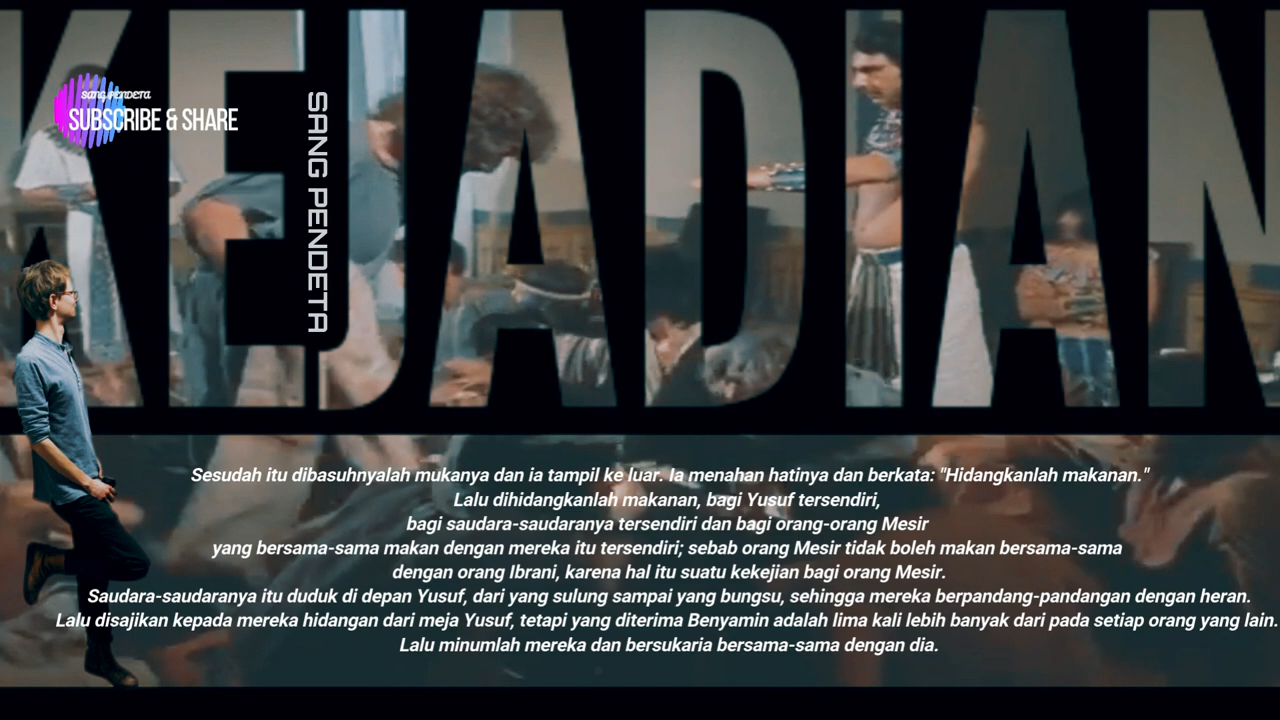 KEJADIAN
sang pendeta
SUBSCRIBE & SHARE
SANG PENDETA
Sesudah itu dibasuhnyalah mukanya dan ia tampil ke luar. Ia menahan hatinya dan berkata: "Hidangkanlah makanan."
Lalu dihidangkanlah makanan, bagi Yusuf tersendiri,
bagi saudara-saudaranya tersendiri dan bagi orang-orang Mesir
yang bersama-sama makan dengan mereka itu tersendiri; sebab orang Mesir tidak boleh makan bersama-sama
dengan orang Ibrani, karena hal itu suatu kekejian bagi orang Mesir.
Saudara-saudaranya itu duduk di depan Yusuf, dari yang sulung sampai yang bungsu, sehingga mereka berpandang-pandangan dengan heran.
Lalu disajikan kepada mereka hidangan dari meja Yusuf, tetapi yang diterima Benyamin adalah lima kali lebih banyak dari pada setiap orang yang lain.
Lalu minumlah mereka dan bersukaria bersama-sama dengan dia.